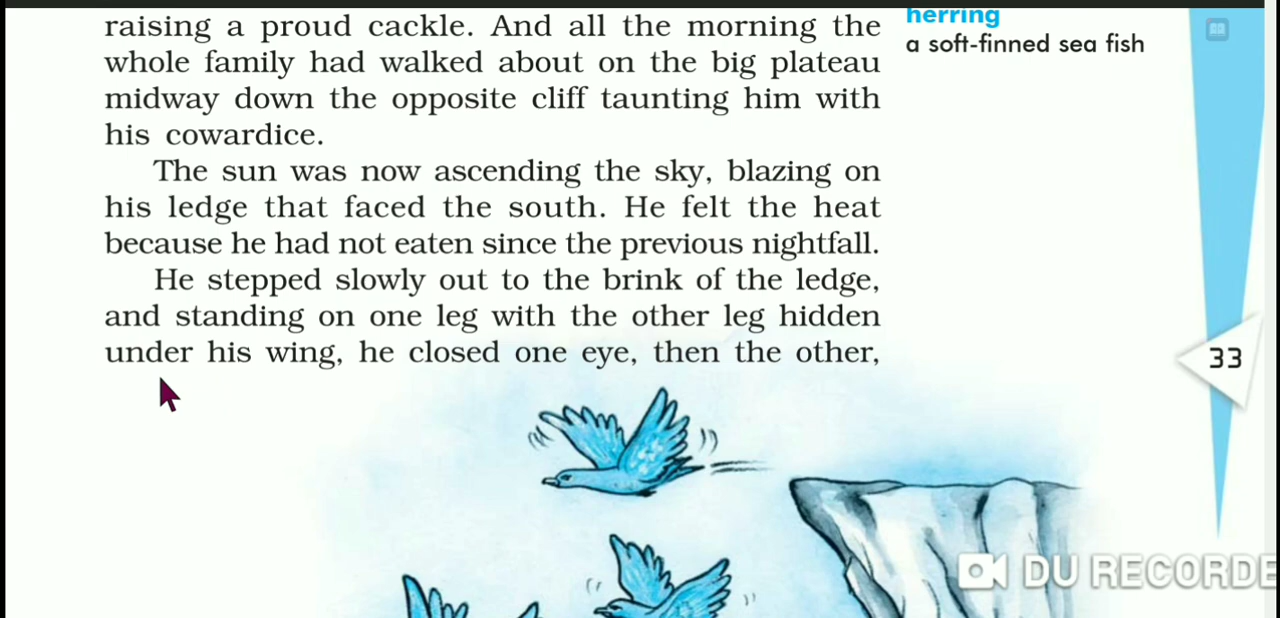 raising a proud cackle. And all the morning the
whole family had walked about on the big plateau
midway down the opposite cliff taunting him with
his cowardice.
The sun was now ascending the sky, blazing on
his ledge that faced the south. He felt the heat
because he had not eaten since the previous nightfall.
He stepped slowly out to the brink of the ledge,
and standing on one leg with the other leg hidden
under his wing, he closed one eye, then the other,
herring
a soft-finned sea fish
33
DU RECORDE